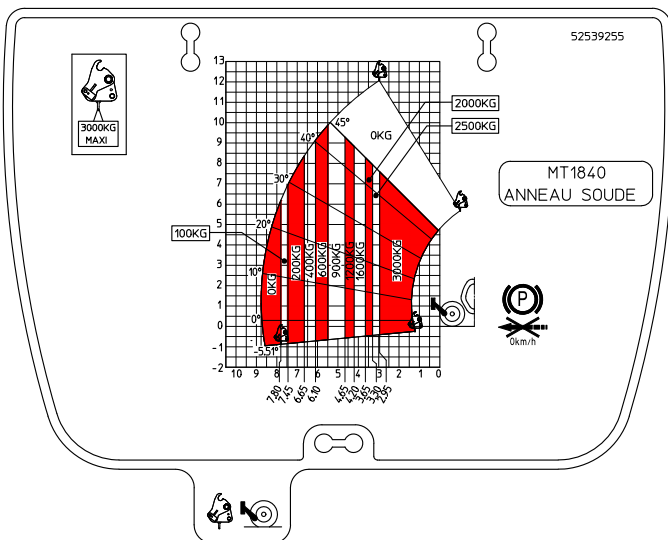 52539255
3000KG
MAXI
13
12
11
10
9
8
7
6
5
4
3
2
1
0
-1
-2
10
9
8
7
6
5
4
3
2
1
0
7.80
7.45
6.65
6.10
4.65
4.20
3.65
3.30
2.95
45°
40°
30°
20°
10°
0°
-5.51°
0KG
2000KG
2500KG
100KG
0KG
200KG
400KG
600KG
900KG
1200KG
1600KG
3000KG
MT1840
ANNEAU SOUDE
P
0km/h